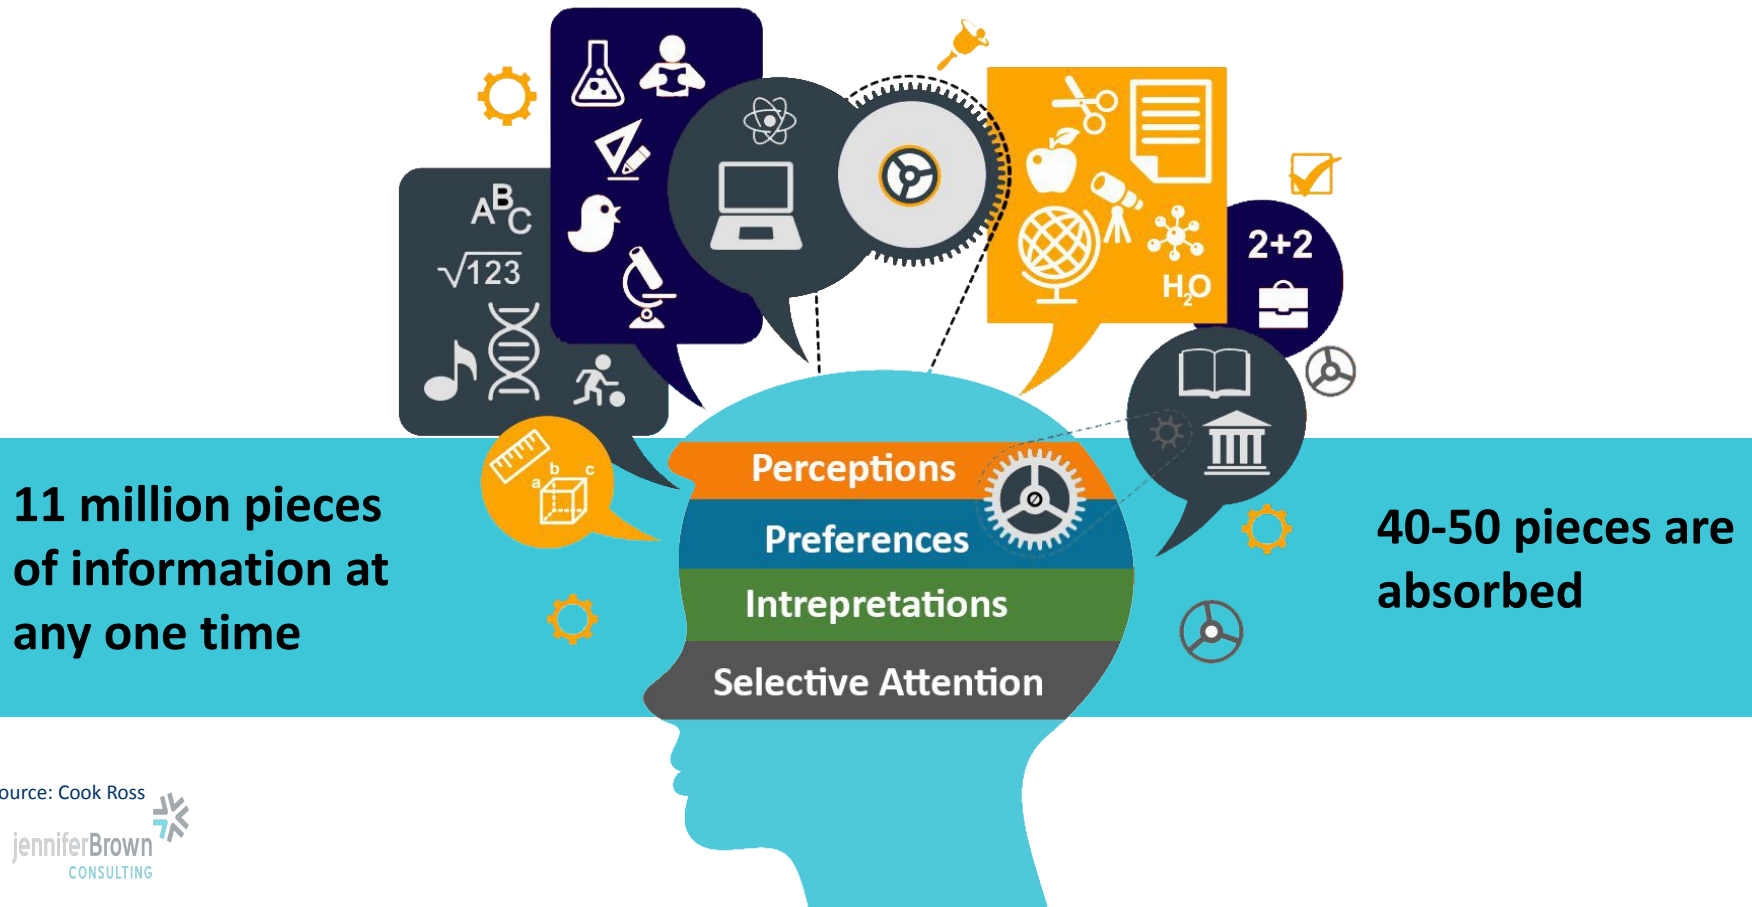 A B C
√123
2+2
H₂O
b c
a
Perceptions
Preferences
Intrepretations
Selective Attention
11 million pieces
of information at
any one time
40-50 pieces are
absorbed
ource: Cook Ross
jenniferBrown
CONSULTING